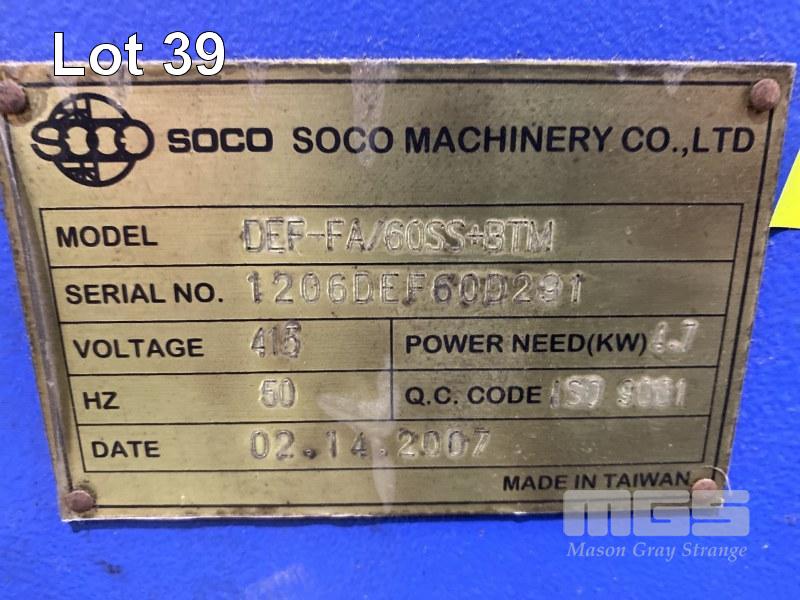 Lot 39
SOCO SOCO SOCO MACHINERY CO.,LTD
MODEL DEF-FA/60SS+BTM
SERIAL NO. 1206DEF60D291
VOLTAGE 415 POWER NEED(KW)
HZ 50 Q.C. CODE ISO 9001
DATE 02.14.2007
MADE IN TAIWAN
MGS
Mason Gray Strange